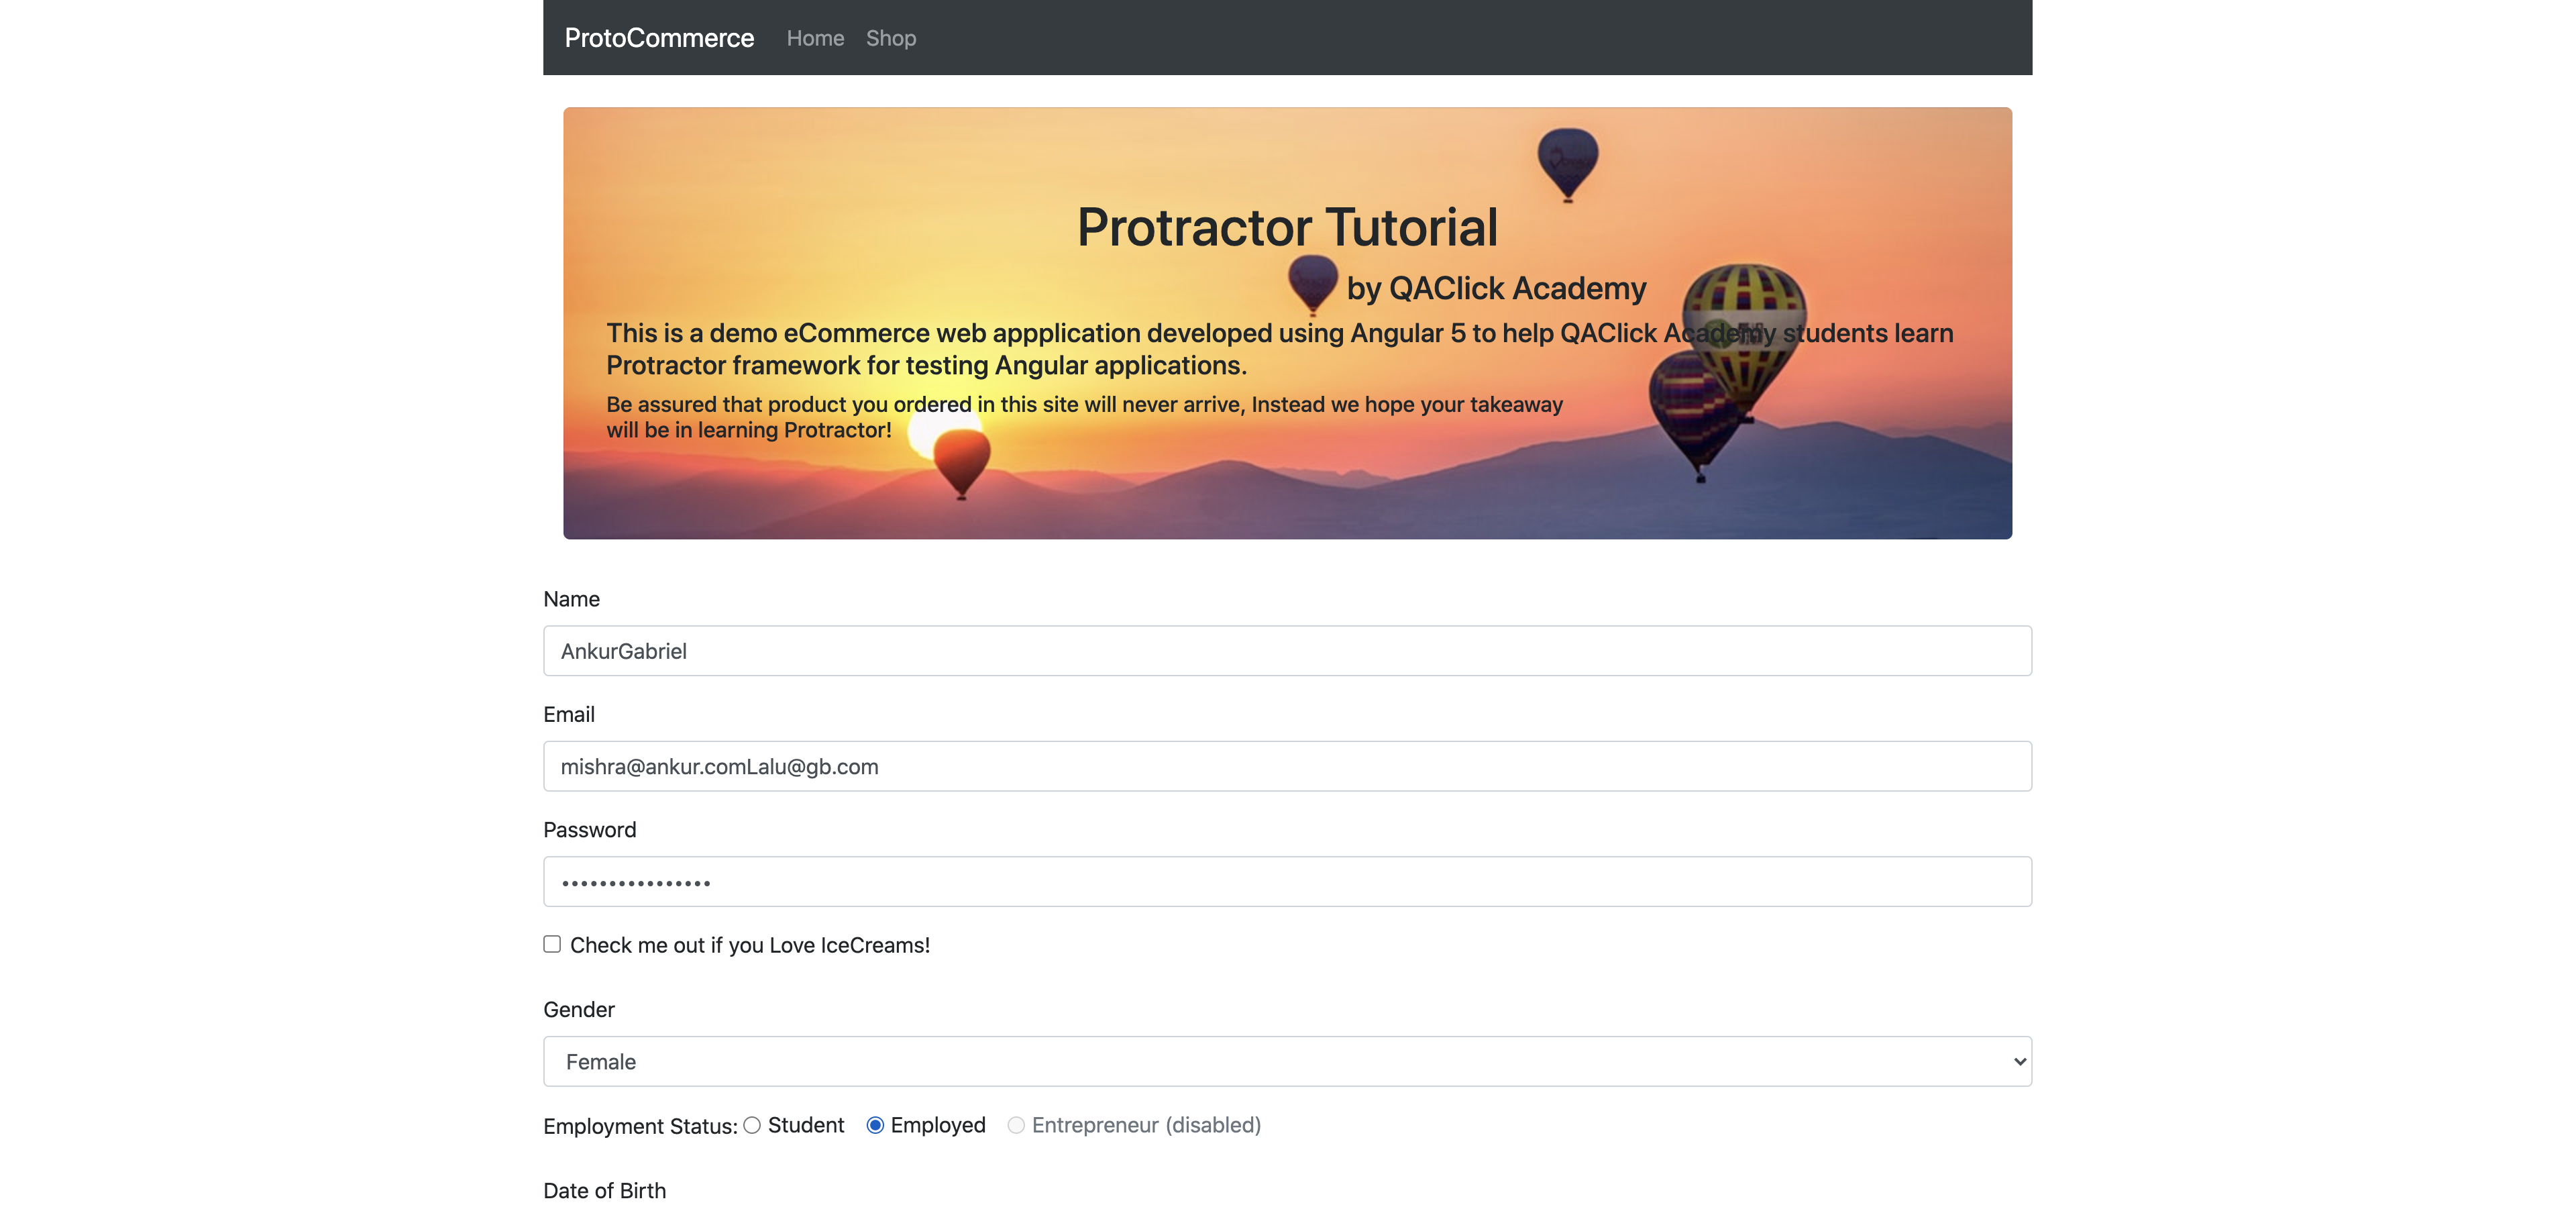 ProtoCommerce Home Shop
Protractor Tutorial
by QAClick Academy
This is a demo eCommerce web appplication developed using Angular 5 to help QAClick Academy students learn
Protractor framework for testing Angular applications.
Be assured that product you ordered in this site will never arrive, Instead we hope your takeaway
will be in learning Protractor!
Name
AnkurGabriel
Email
mishra@ankur.comLalu@gb.com
Password
••••••••••••••••
Check me out if you Love IceCreams!
Gender
Female
Employment Status: Student Employed Entrepreneur (disabled)
Date of Birth